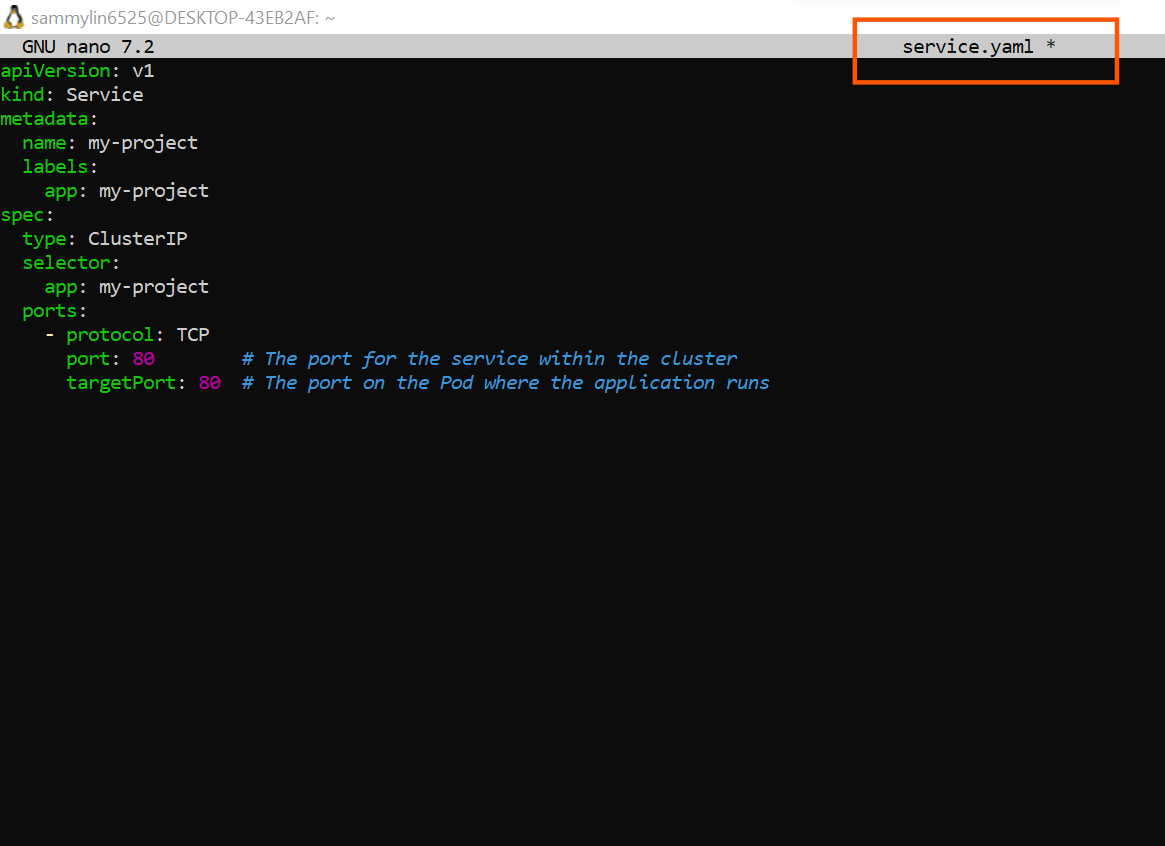 sammylin6525@DESKTOP-43EB2AF: ~
GNU nano 7.2 service.yaml *
apiVersion: v1
kind: Service
metadata:
  name: my-project
  labels:
    app: my-project
spec:
  type: ClusterIP
  selector:
    app: my-project
  ports:
    - protocol: TCP
      port: 80        # The port for the service within the cluster
      targetPort: 80  # The port on the Pod where the application runs